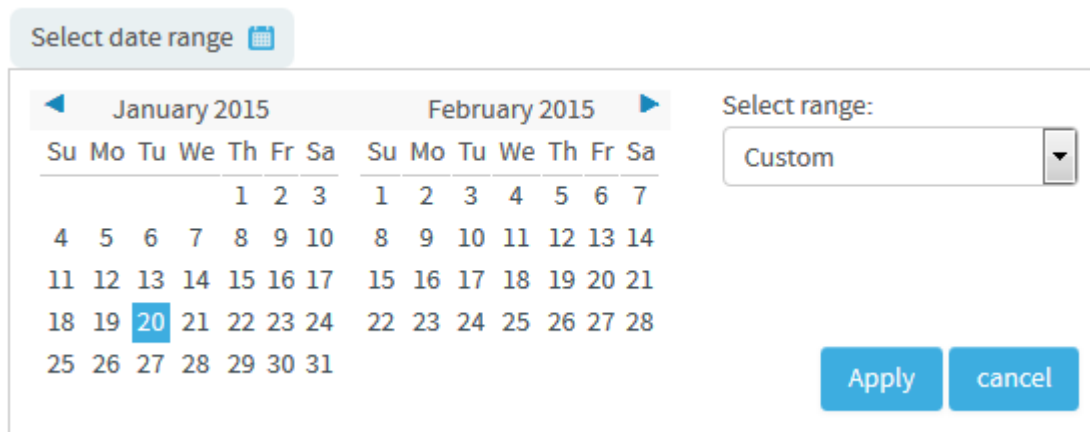 Select date range
January 2015 February 2015 Select range:
Su Mo Tu We Th Fr Sa Su Mo Tu We Th Fr Sa Custom
1 2 3 1 2 3 4 5 6 7
4 5 6 7 8 9 10 8 9 10 11 12 13 14
11 12 13 14 15 16 17 15 16 17 18 19 20 21
18 19 20 21 22 23 24 22 23 24 25 26 27 28
25 26 27 28 29 30 31
Apply cancel